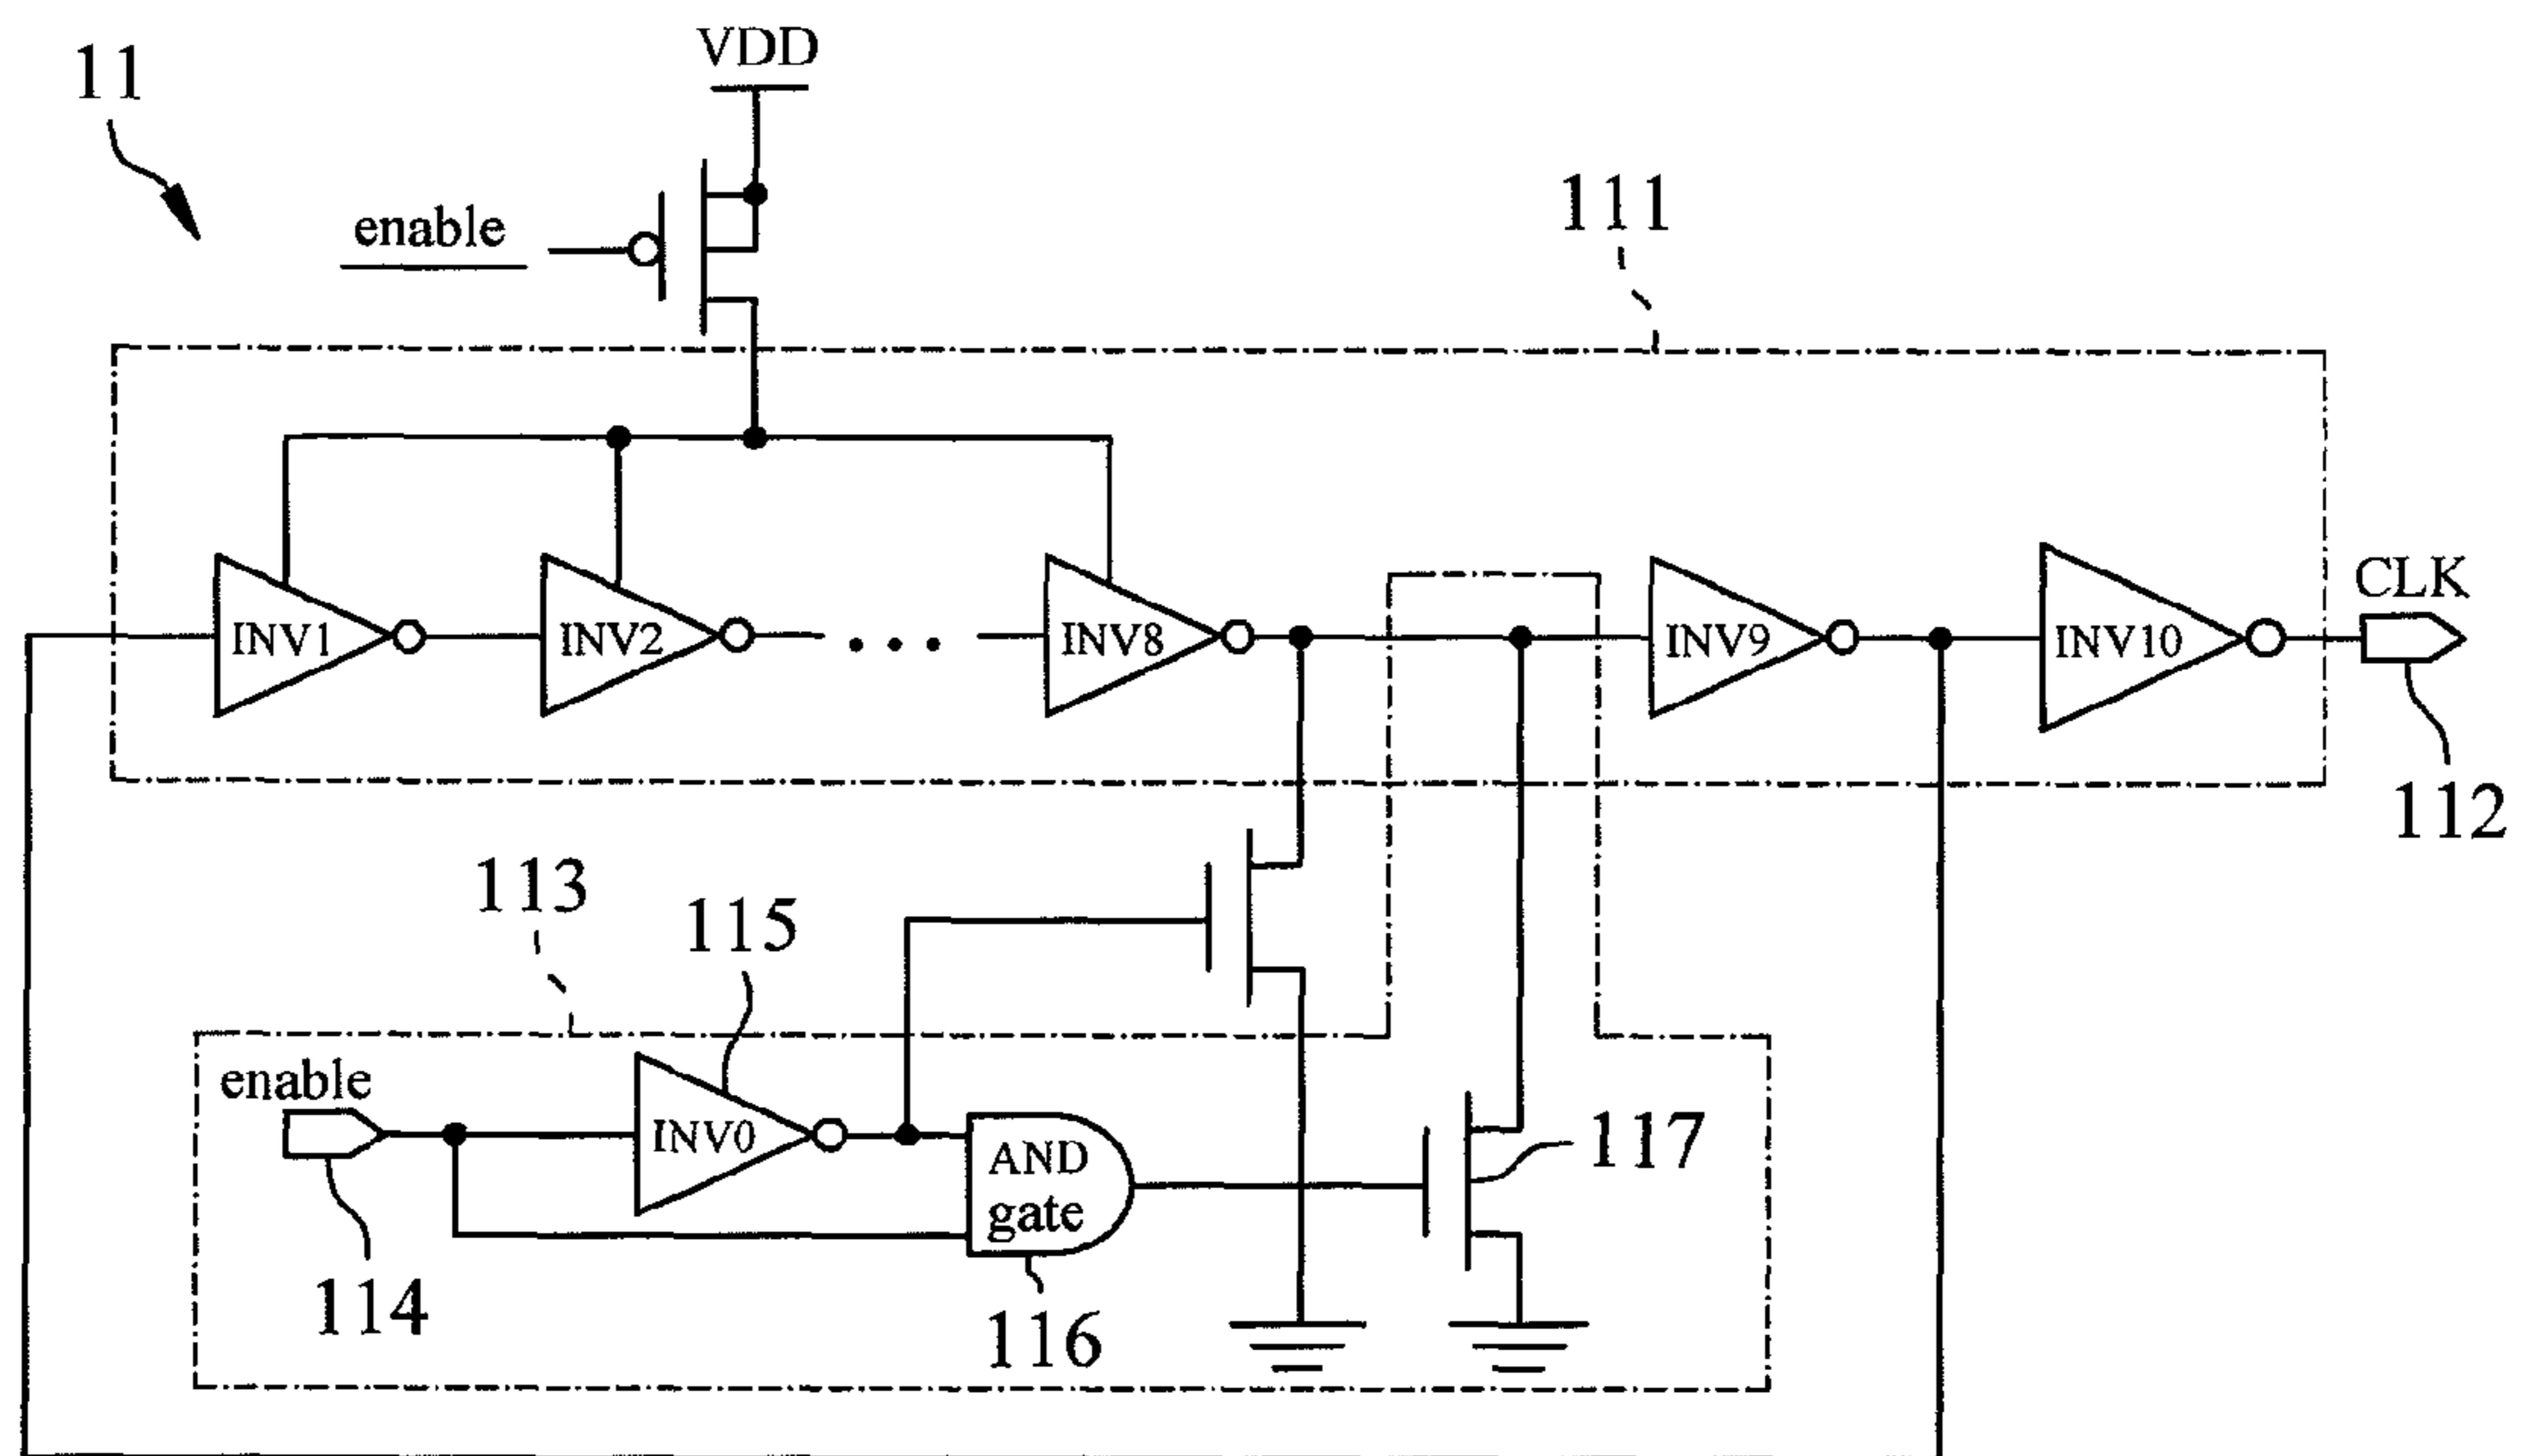 VDD
11
enable
111
INV1
INV2
INV8
INV9
INV10
CLK
112
113
115
enable
INV0
AND
gate
117
114
116